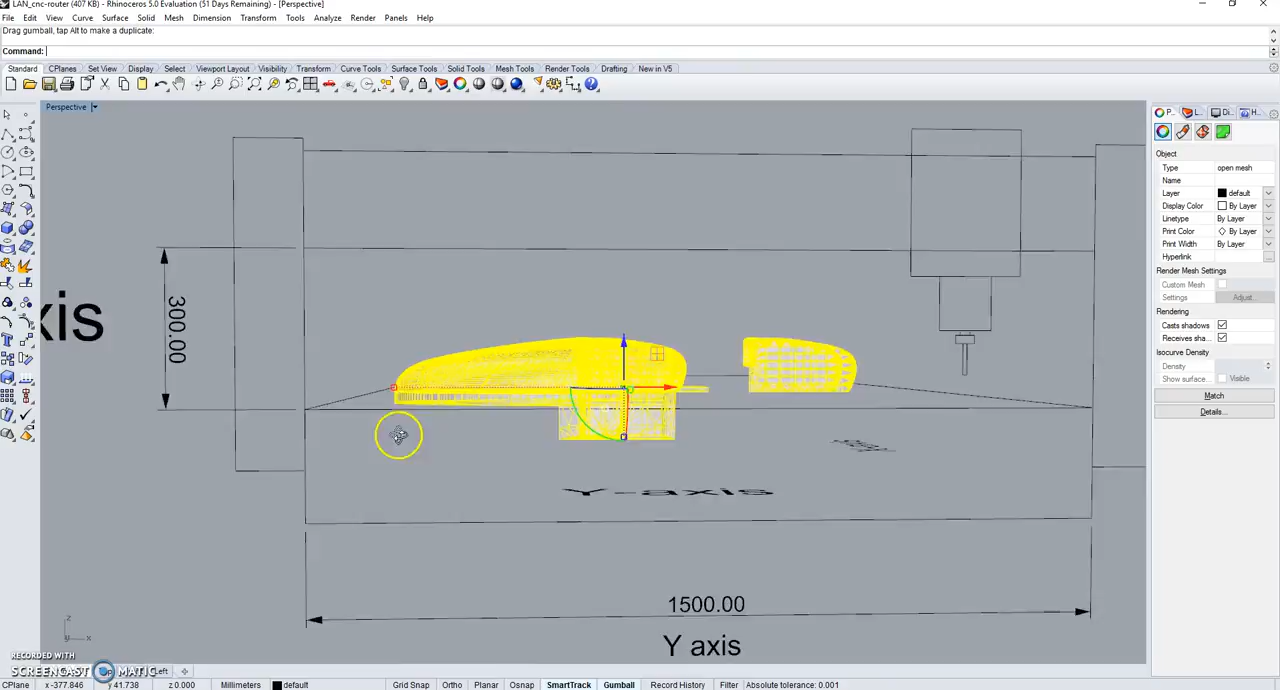 LAN_cnc-router (407 KB) - Rhinoceros 5.0 Evaluation (51 Days Remaining) - [Perspective]
File Edit View Curve Surface Solid Mesh Dimension Transform Tools Analyze Render Panels Help
Drag gumball, tap Alt to make a duplicate:
Command:
Standard CPlanes Set View Display Select Viewport Layout Visibility Transform Curve Tools Surface Tools Solid Tools Mesh Tools Render Tools Drafting New in V5
Perspective
P... L... Di... H...
Object
Type open mesh
Name
Layer default
Display Color By Layer
Linetype By Layer
Print Color By Layer
Print Width By Layer
Hyperlink ...
Render Mesh Settings
Custom Mesh
Settings Adjust...
Rendering
Casts shadows
Receives sha...
Isocurve Density
Density
Show surface... Visible
Match
Details...
300.00
xis
Y-axis
1500.00
Y axis
z
y x
RECORDED WITH
SCREENCAST MATIC
Left
CPlane x -377.846 y 41.738 z 0.000 Millimeters default Grid Snap Ortho Planar Osnap SmartTrack Gumball Record History Filter Absolute tolerance: 0.001